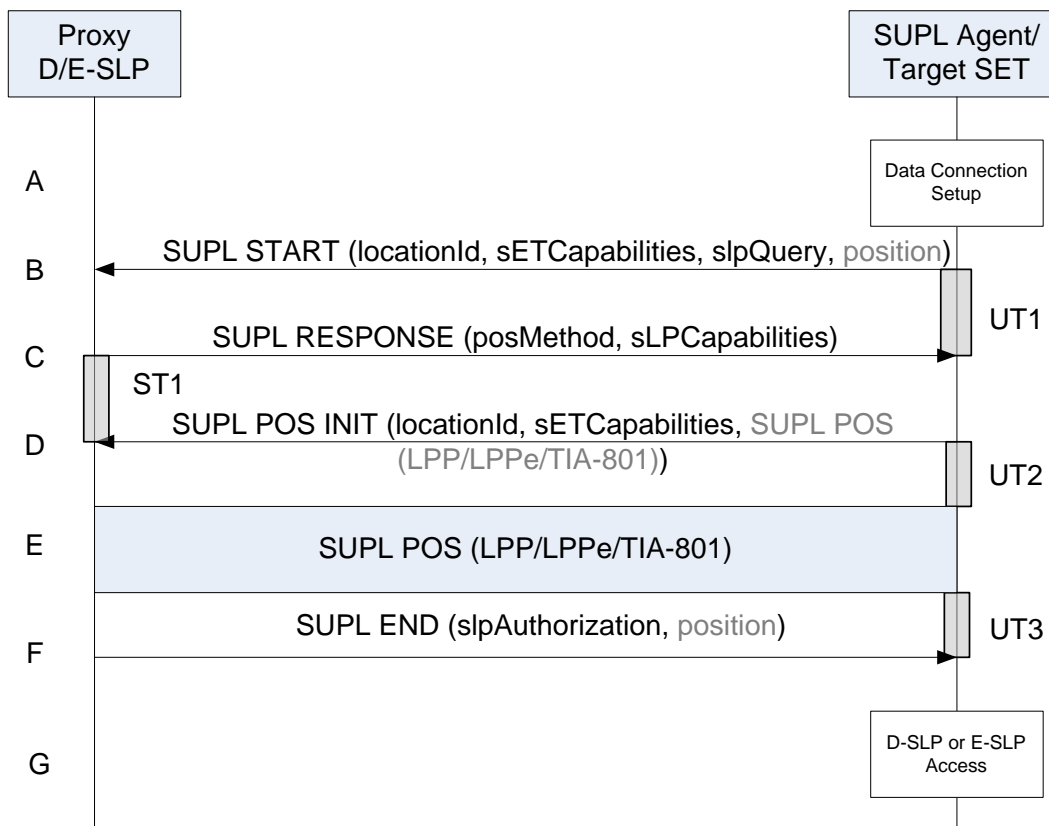 Proxy
D/E-SLP
SUPL Agent/
Target SET
A
Data Connection
Setup
B
SUPL START (locationId, sETCapabilities, slpQuery, position)
UT1
C
SUPL RESPONSE (posMethod, sLPCapabilities)
ST1
D
SUPL POS INIT (locationId, sETCapabilities, SUPL POS
(LPP/LPPe/TIA-801))
UT2
E
SUPL POS (LPP/LPPe/TIA-801)
F
SUPL END (slpAuthorization, position)
UT3
G
D-SLP or E-SLP
Access